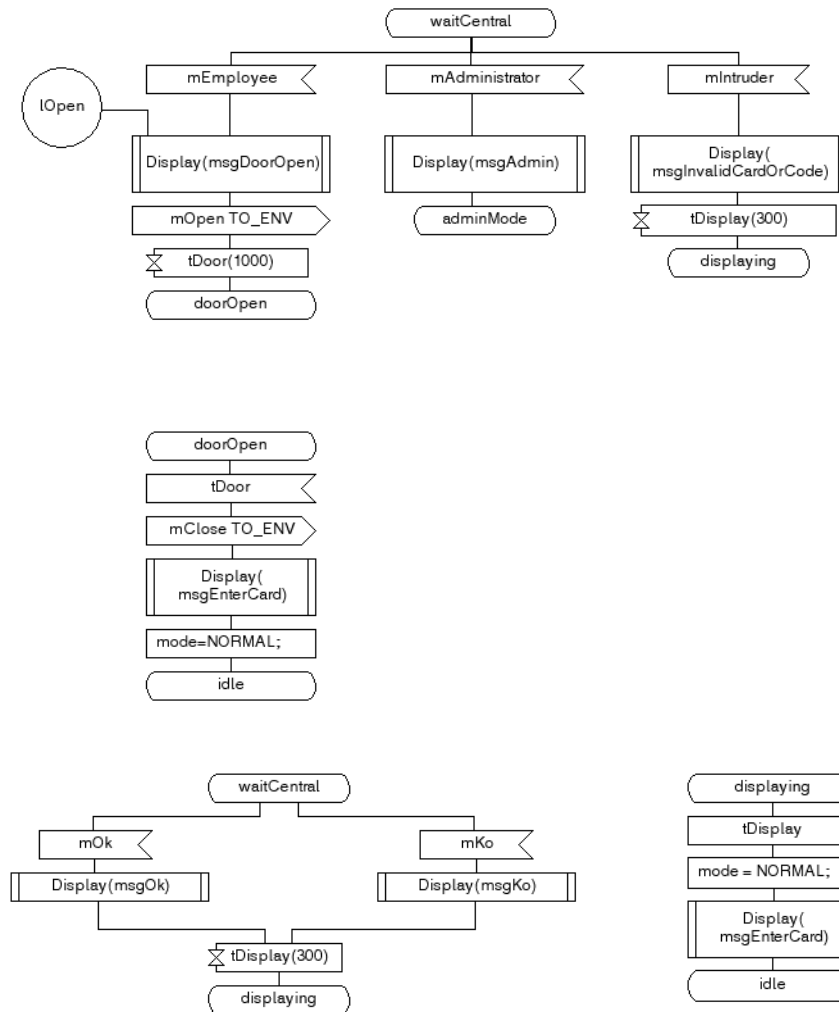 waitCentral
mEmployee
mAdministrator
mIntruder
lOpen
Display(msgDoorOpen)
Display(msgAdmin)
Display(
msgInvalidCardOrCode)
mOpen TO_ENV
adminMode
tDisplay(300)
tDoor(1000)
displaying
doorOpen
doorOpen
tDoor
mClose TO_ENV
Display(
msgEnterCard)
mode=NORMAL;
idle
waitCentral
mOk
mKo
Display(msgOk)
Display(msgKo)
tDisplay(300)
displaying
displaying
tDisplay
mode = NORMAL;
Display(
msgEnterCard)
idle